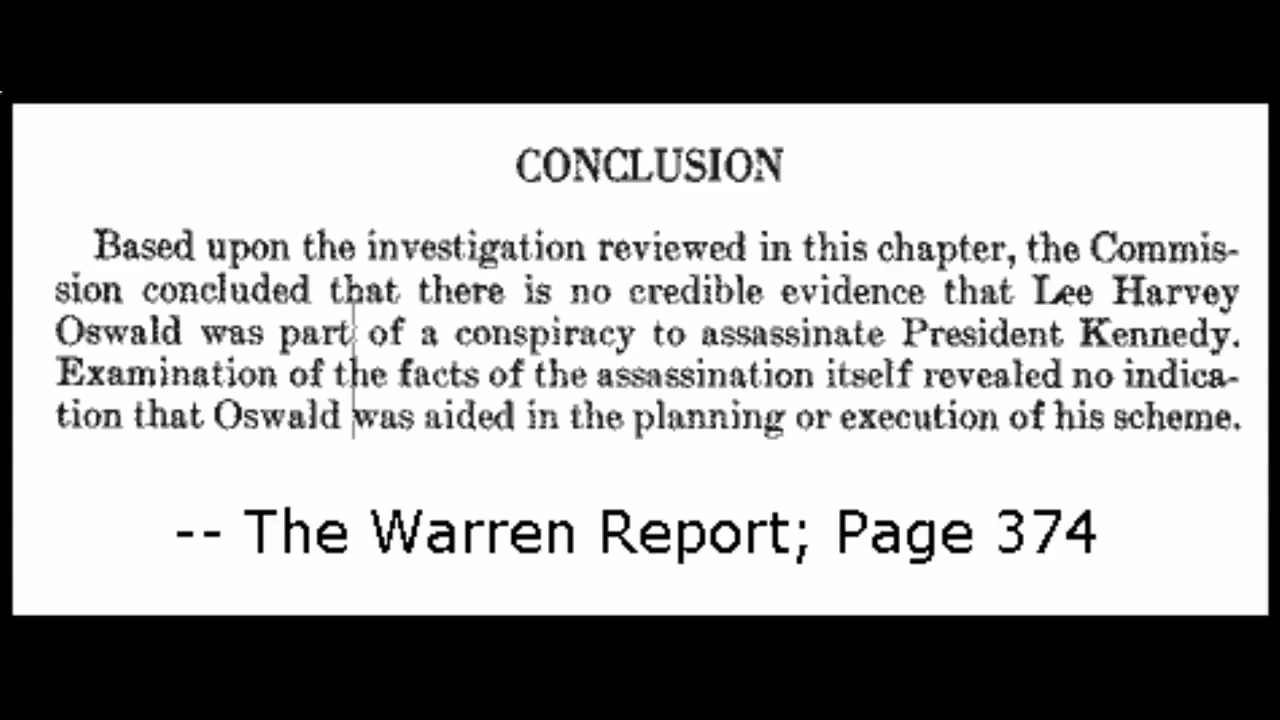 CONCLUSION
Based upon the investigation reviewed in this chapter, the Commis-
sion concluded that there is no credible evidence that Lee Harvey
Oswald was part of a conspiracy to assassinate President Kennedy.
Examination of the facts of the assassination itself revealed no indica-
tion that Oswald was aided in the planning or execution of his scheme.
-- The Warren Report; Page 374